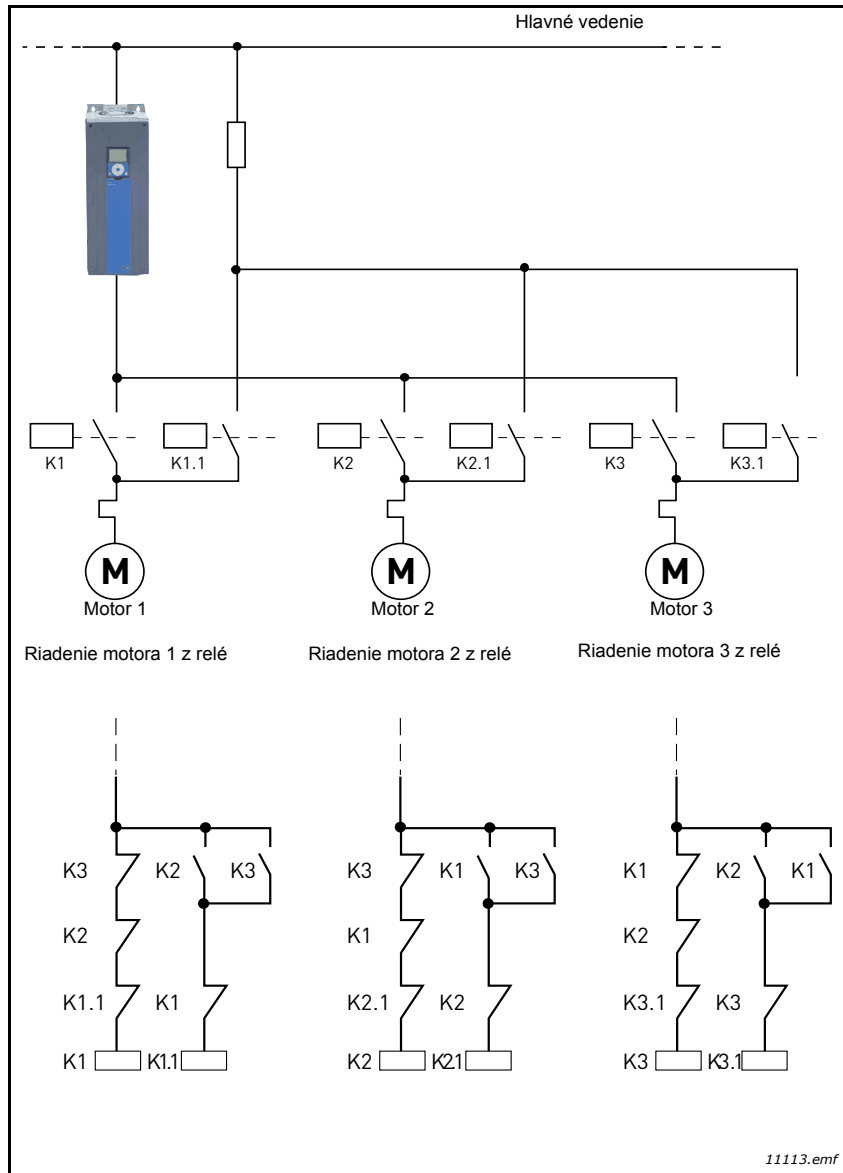 Hlavné vedenie
K1 K1.1 K2 K2.1 K3 K3.1
M M M
Motor 1 Motor 2 Motor 3
Riadenie motora 1 z relé Riadenie motora 2 z relé Riadenie motora 3 z relé
K3 K2 K3 K3 K1 K3 K1 K2 K1
K2 K1 K2
K1.1 K1 K2.1 K2 K3.1 K3
K1 K1.1 K2 K2.1 K3 K3.1
11113.emf